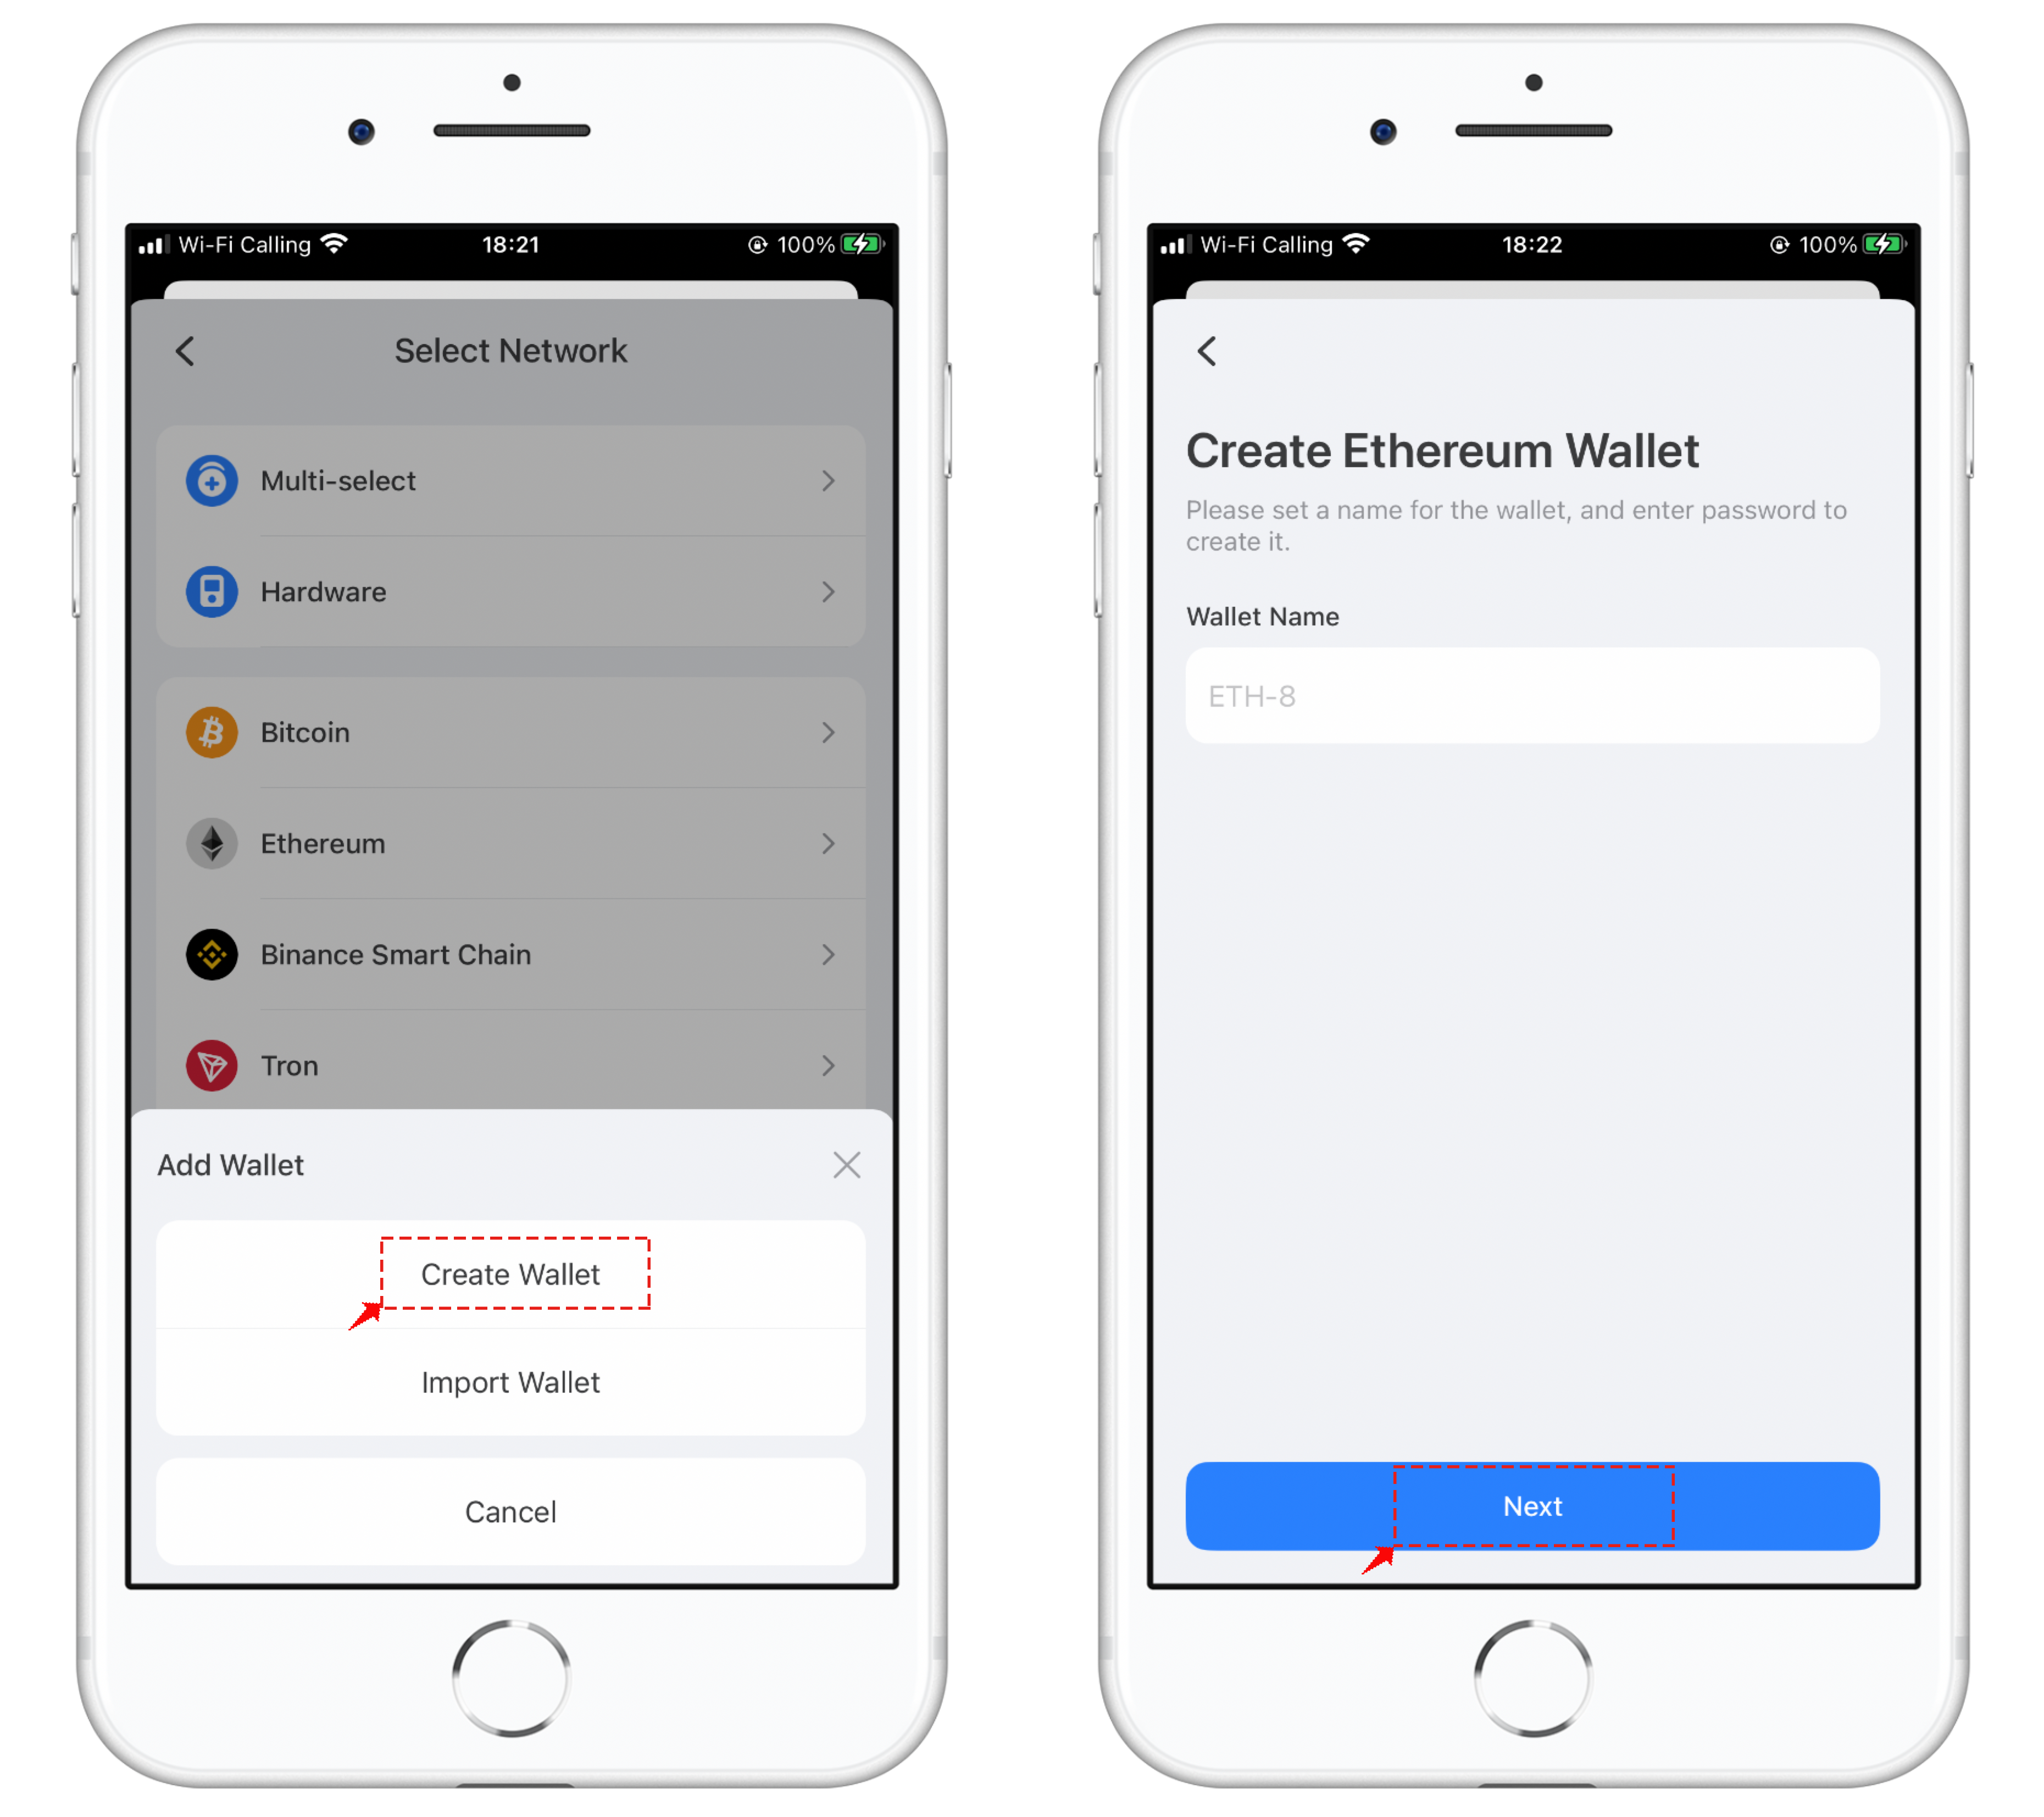 Wi-Fi Calling 18:21 100%
Select Network
Multi-select
Hardware
Bitcoin
Ethereum
Binance Smart Chain
Tron
Add Wallet
Create Wallet
Import Wallet
Cancel
Wi-Fi Calling 18:22 100%
Create Ethereum Wallet
Please set a name for the wallet, and enter password to
create it.
Wallet Name
ETH-8
Next